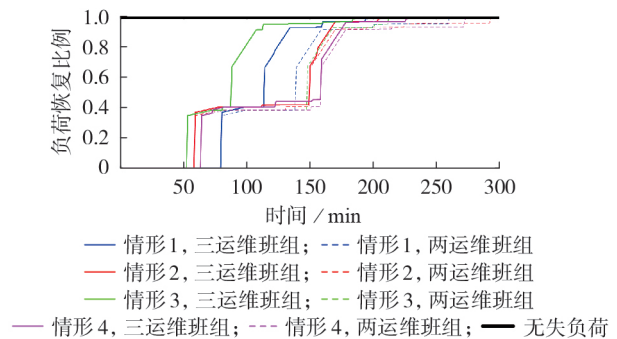 1.0
0.8
0.6
0.4
0.2
0
负荷恢复比例
50 100 150 200 250 300
时间/min
情形1,三运维班组; 情形1,两运维班组
情形2,三运维班组; 情形2,两运维班组
情形3,三运维班组; 情形3,两运维班组
情形4,三运维班组; 情形4,两运维班组; 无失负荷